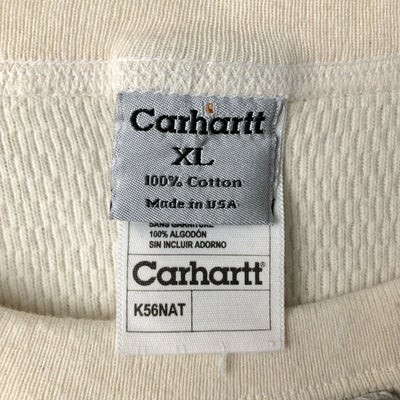 Carhartt
XL
100% Cotton
Made in USA
SANS GARNITURE
100% ALGODÓN
SIN INCLUIR ADORNO
Carhartt
K56NAT